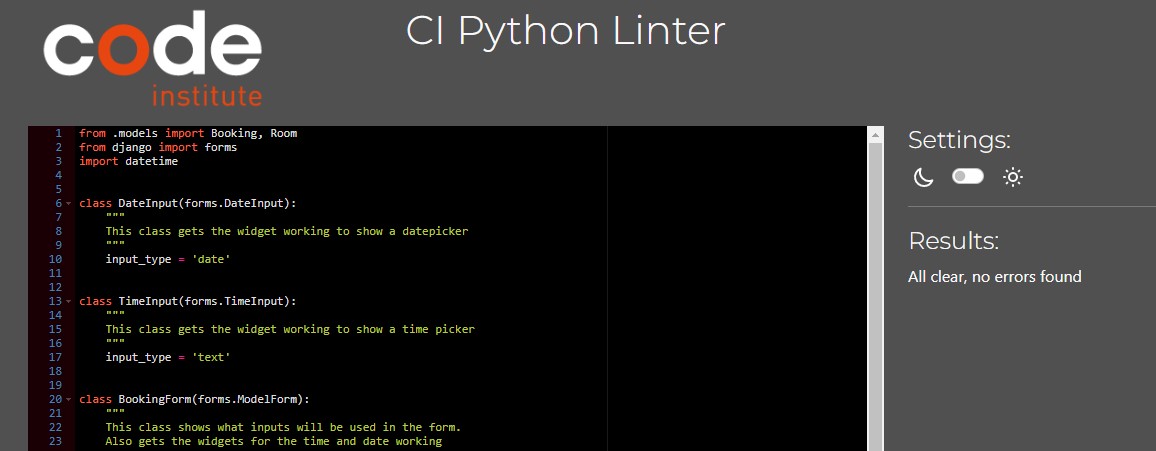 code
institute
CI Python Linter
1 from .models import Booking, Room
2 from django import forms
3 import datetime
4
5
6 class DateInput(forms.DateInput):
7     """
8     This class gets the widget working to show a datepicker
9     """
10     input_type = 'date'
11
12
13 class TimeInput(forms.TimeInput):
14     """
15     This class gets the widget working to show a time picker
16     """
17     input_type = 'text'
18
19
20 class BookingForm(forms.ModelForm):
21     """
22     This class shows what inputs will be used in the form.
23     Also gets the widgets for the time and date working
Settings:
Results:
All clear, no errors found